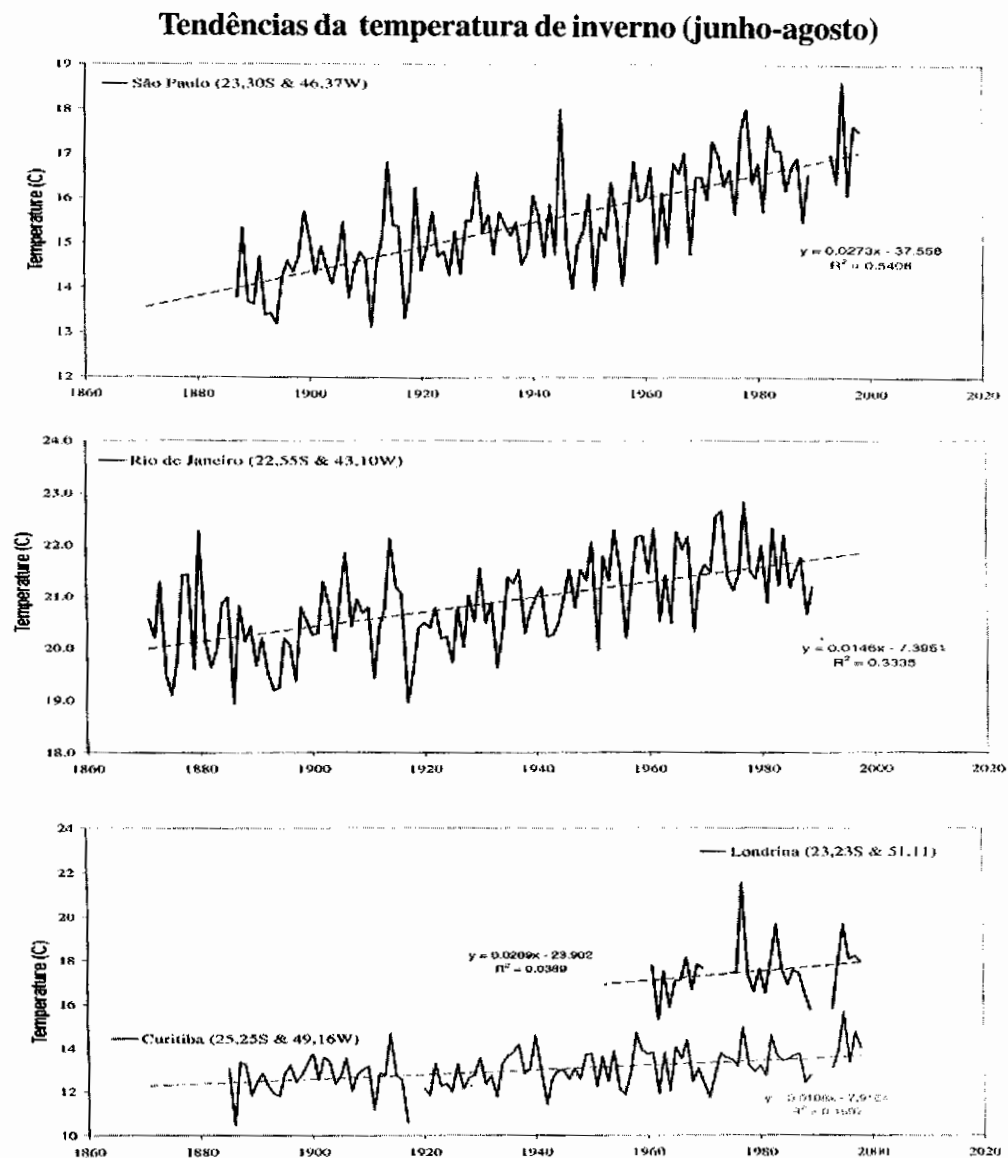 Tendências da temperatura de inverno (junho-agosto)
19
18
17
16
15
14
13
12
Temperature (C)
São Paulo (23,30S & 46,37W)
y = 0.0273x - 37.558
R² = 0.5408
1860 1880 1900 1920 1940 1960 1980 2000 2020
24.0
23.0
22.0
21.0
20.0
19.0
18.0
Temperature (C)
Rio de Janeiro (22,55S & 43,10W)
y = 0.0146x - 7.3951
R² = 0.3335
1860 1880 1900 1920 1940 1960 1980 2000 2020
24
22
20
18
16
14
12
10
Temperature (C)
Londrina (23,23S & 51,11)
y = 0.0209x - 23.902
R² = 0.0389
Curitiba (25,25S & 49,16W)
1860 1880 1900 1920 1940 1960 1980 2000 2020